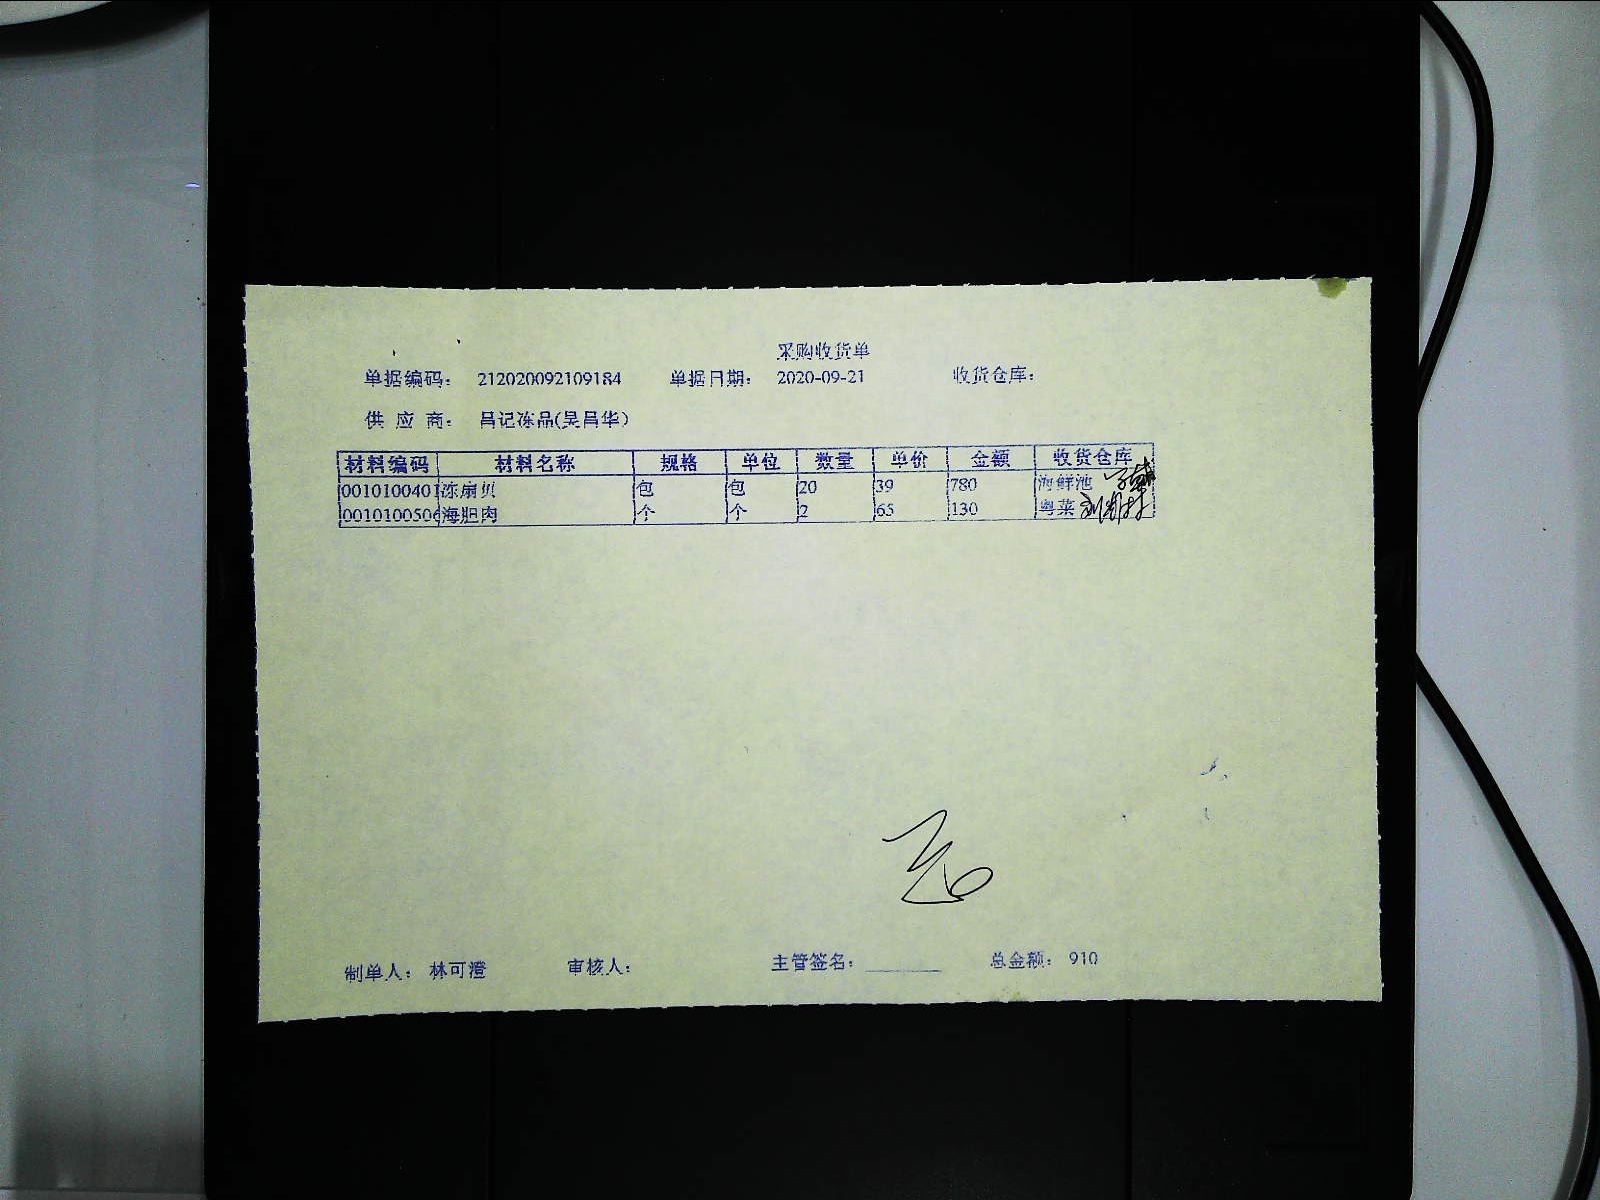 采购收货单
单据编码： 212020092109184 单据日期： 2020-09-21 收货仓库：
供 应 商： 吕记冻品(吴昌华)
材料编码 材料名称 规格 单位 数量 单价 金额 收货仓库
0010100401 冻扇贝 包 包 20 39 780 海鲜池
0010100506 海胆肉 个 个 2 65 130 粤菜
制单人： 林可澄 审核人： 主管签名： 总金额： 910